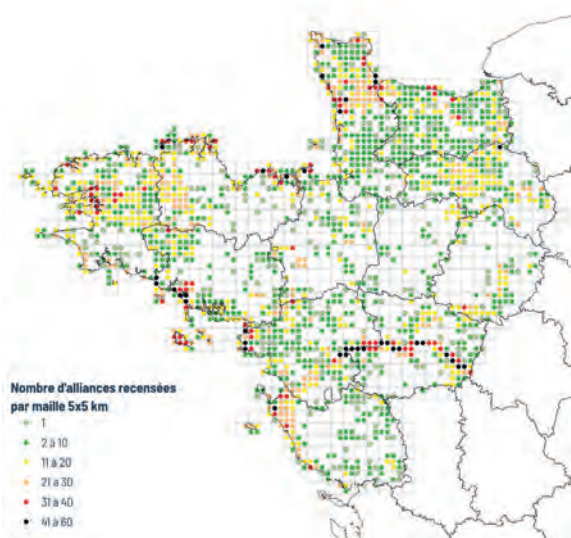 Nombre d'alliances recensées
par maille 5x5 km
1
2 à 10
11 à 20
21 à 30
31 à 40
41 à 60